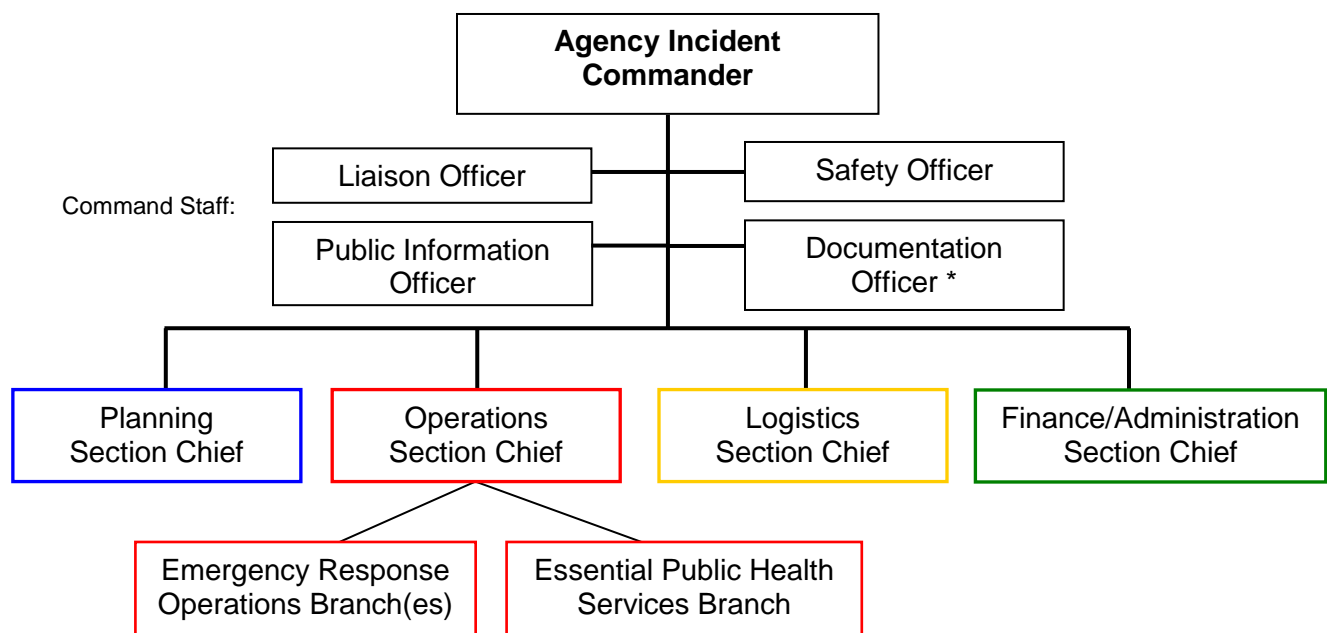 Agency Incident
Commander
Liaison Officer
Safety Officer
Command Staff:
Public Information
Officer
Documentation
Officer *
Planning
Section Chief
Operations
Section Chief
Logistics
Section Chief
Finance/Administration
Section Chief
Emergency Response
Operations Branch(es)
Essential Public Health
Services Branch